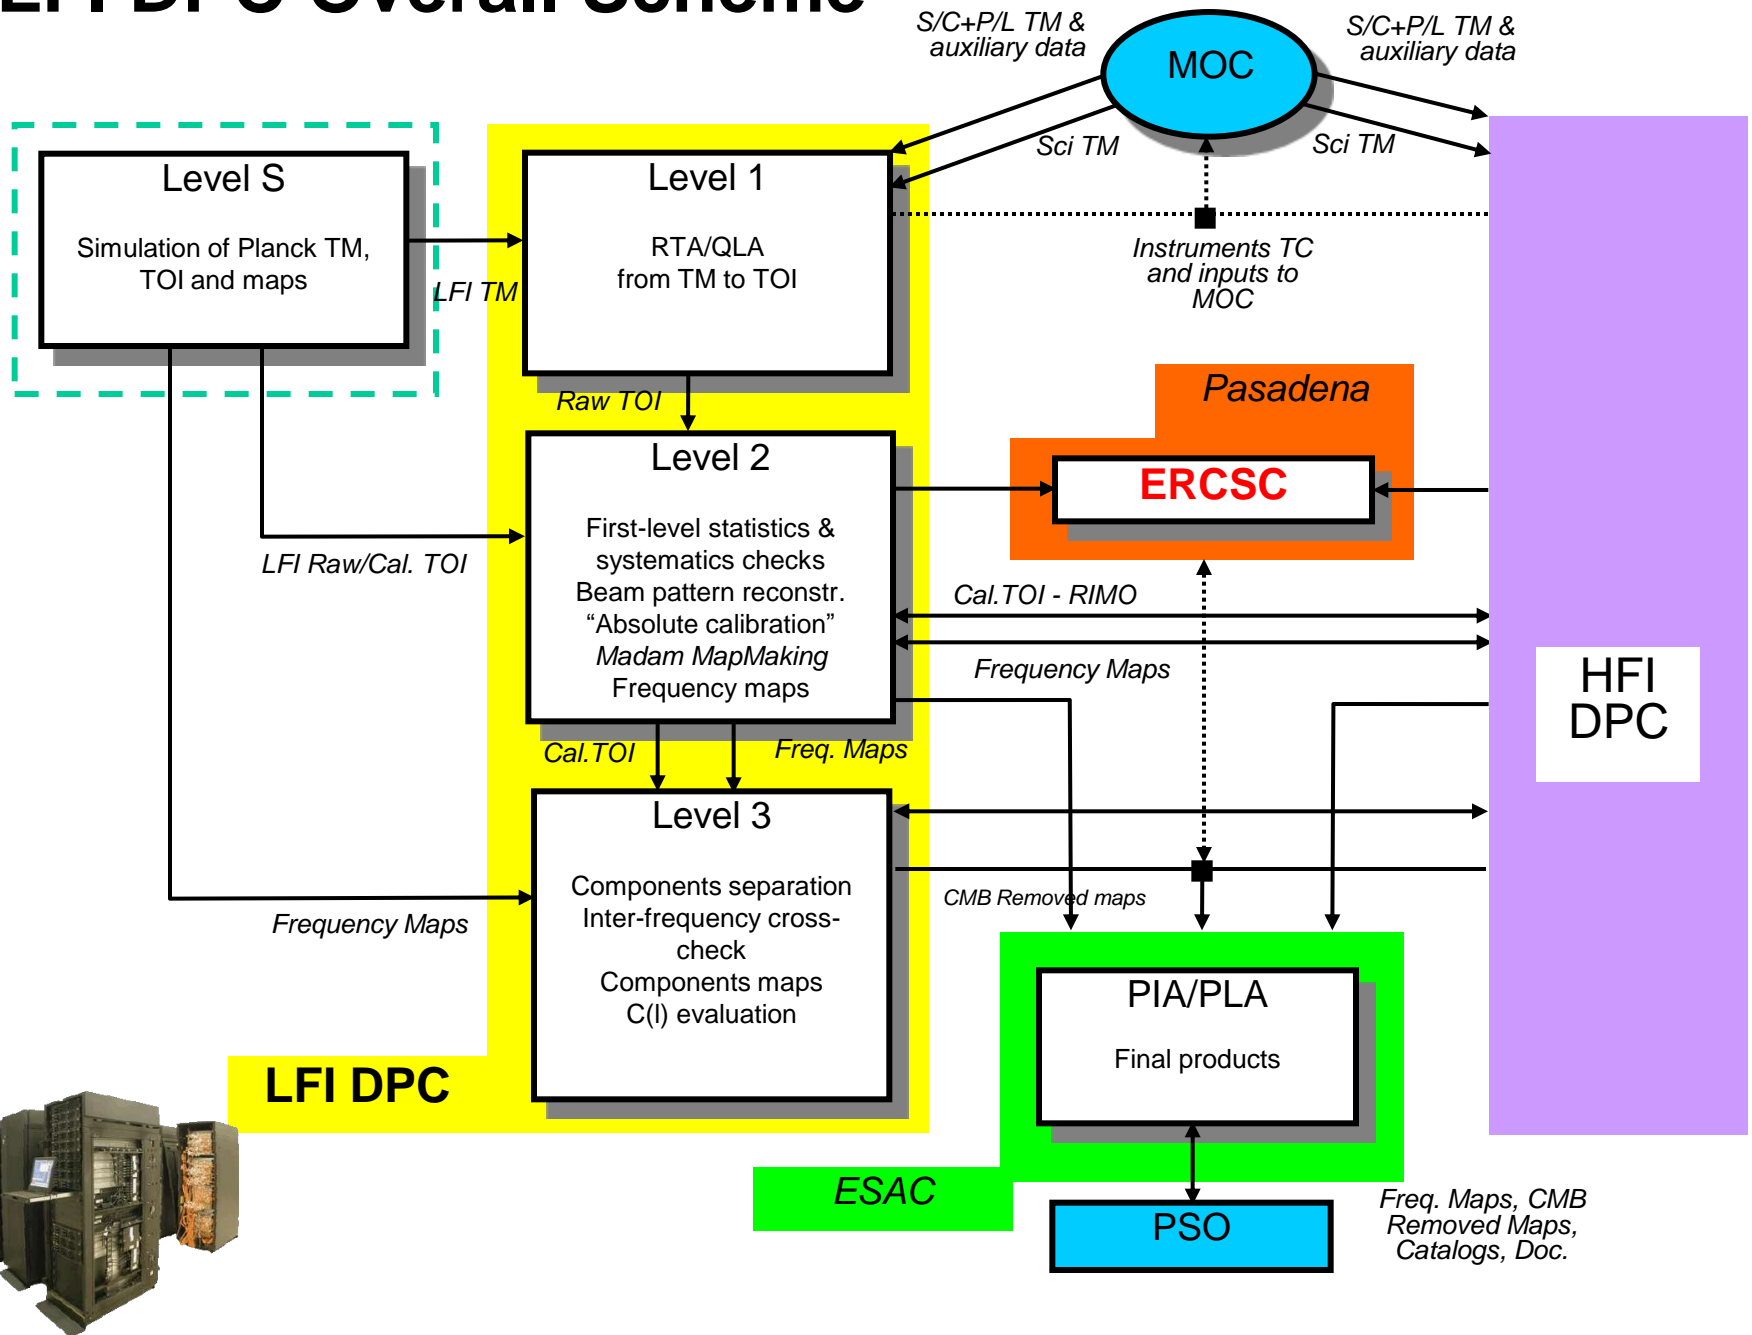 LFI DPC Overall Scheme
S/C+P/L TM &
auxiliary data
MOC
S/C+P/L TM &
auxiliary data
Sci TM
Sci TM
Level S
Simulation of Planck TM,
TOI and maps
LFI TM
Level 1
RTA/QLA
from TM to TOI
Instruments TC
and inputs to
MOC
Raw TOI
Pasadena
ERCSC
Level 2
First-level statistics &
systematics checks
Beam pattern reconstr.
“Absolute calibration”
Madam MapMaking
Frequency maps
LFI Raw/Cal. TOI
Cal.TOI - RIMO
Frequency Maps
HFI
DPC
Cal.TOI
Freq. Maps
Level 3
Components separation
Inter-frequency cross-
check
Components maps
C(l) evaluation
Frequency Maps
CMB Removed maps
PIA/PLA
Final products
LFI DPC
ESAC
PSO
Freq. Maps, CMB
Removed Maps,
Catalogs, Doc.